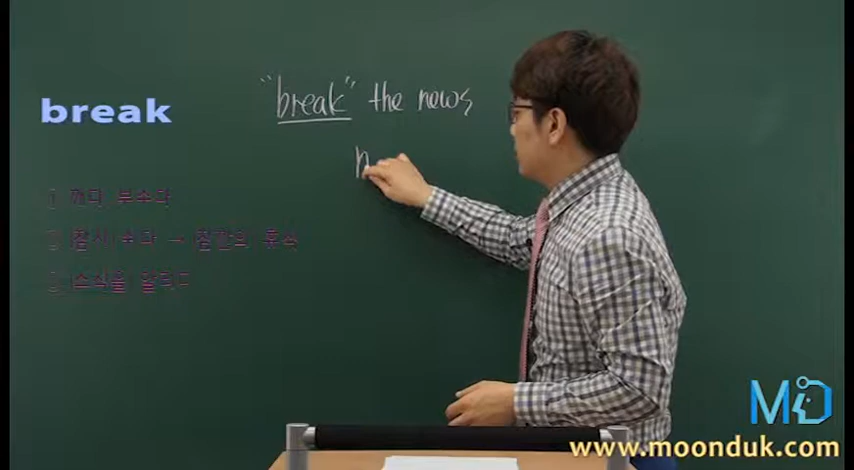 break
"break" the news
n
① 깨다 부수다
② 잠시 쉬다 → 잠깐의 휴식
③ 소식을 알리다
MD
www.moonduk.com